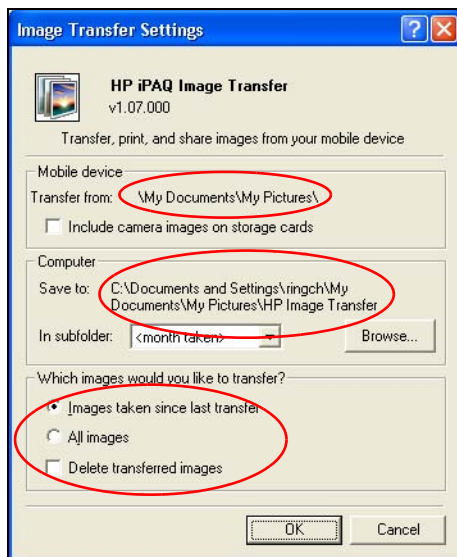 Image Transfer Settings
HP iPAQ Image Transfer
v1.07.000
Transfer, print, and share images from your mobile device
Mobile device
Transfer from: \My Documents\My Pictures\
Include camera images on storage cards
Computer
Save to: C:\Documents and Settings\ringch\My
Documents\My Pictures\HP Image Transfer
In subfolder: <month taken> Browse...
Which images would you like to transfer?
Images taken since last transfer
All images
Delete transferred images
OK Cancel